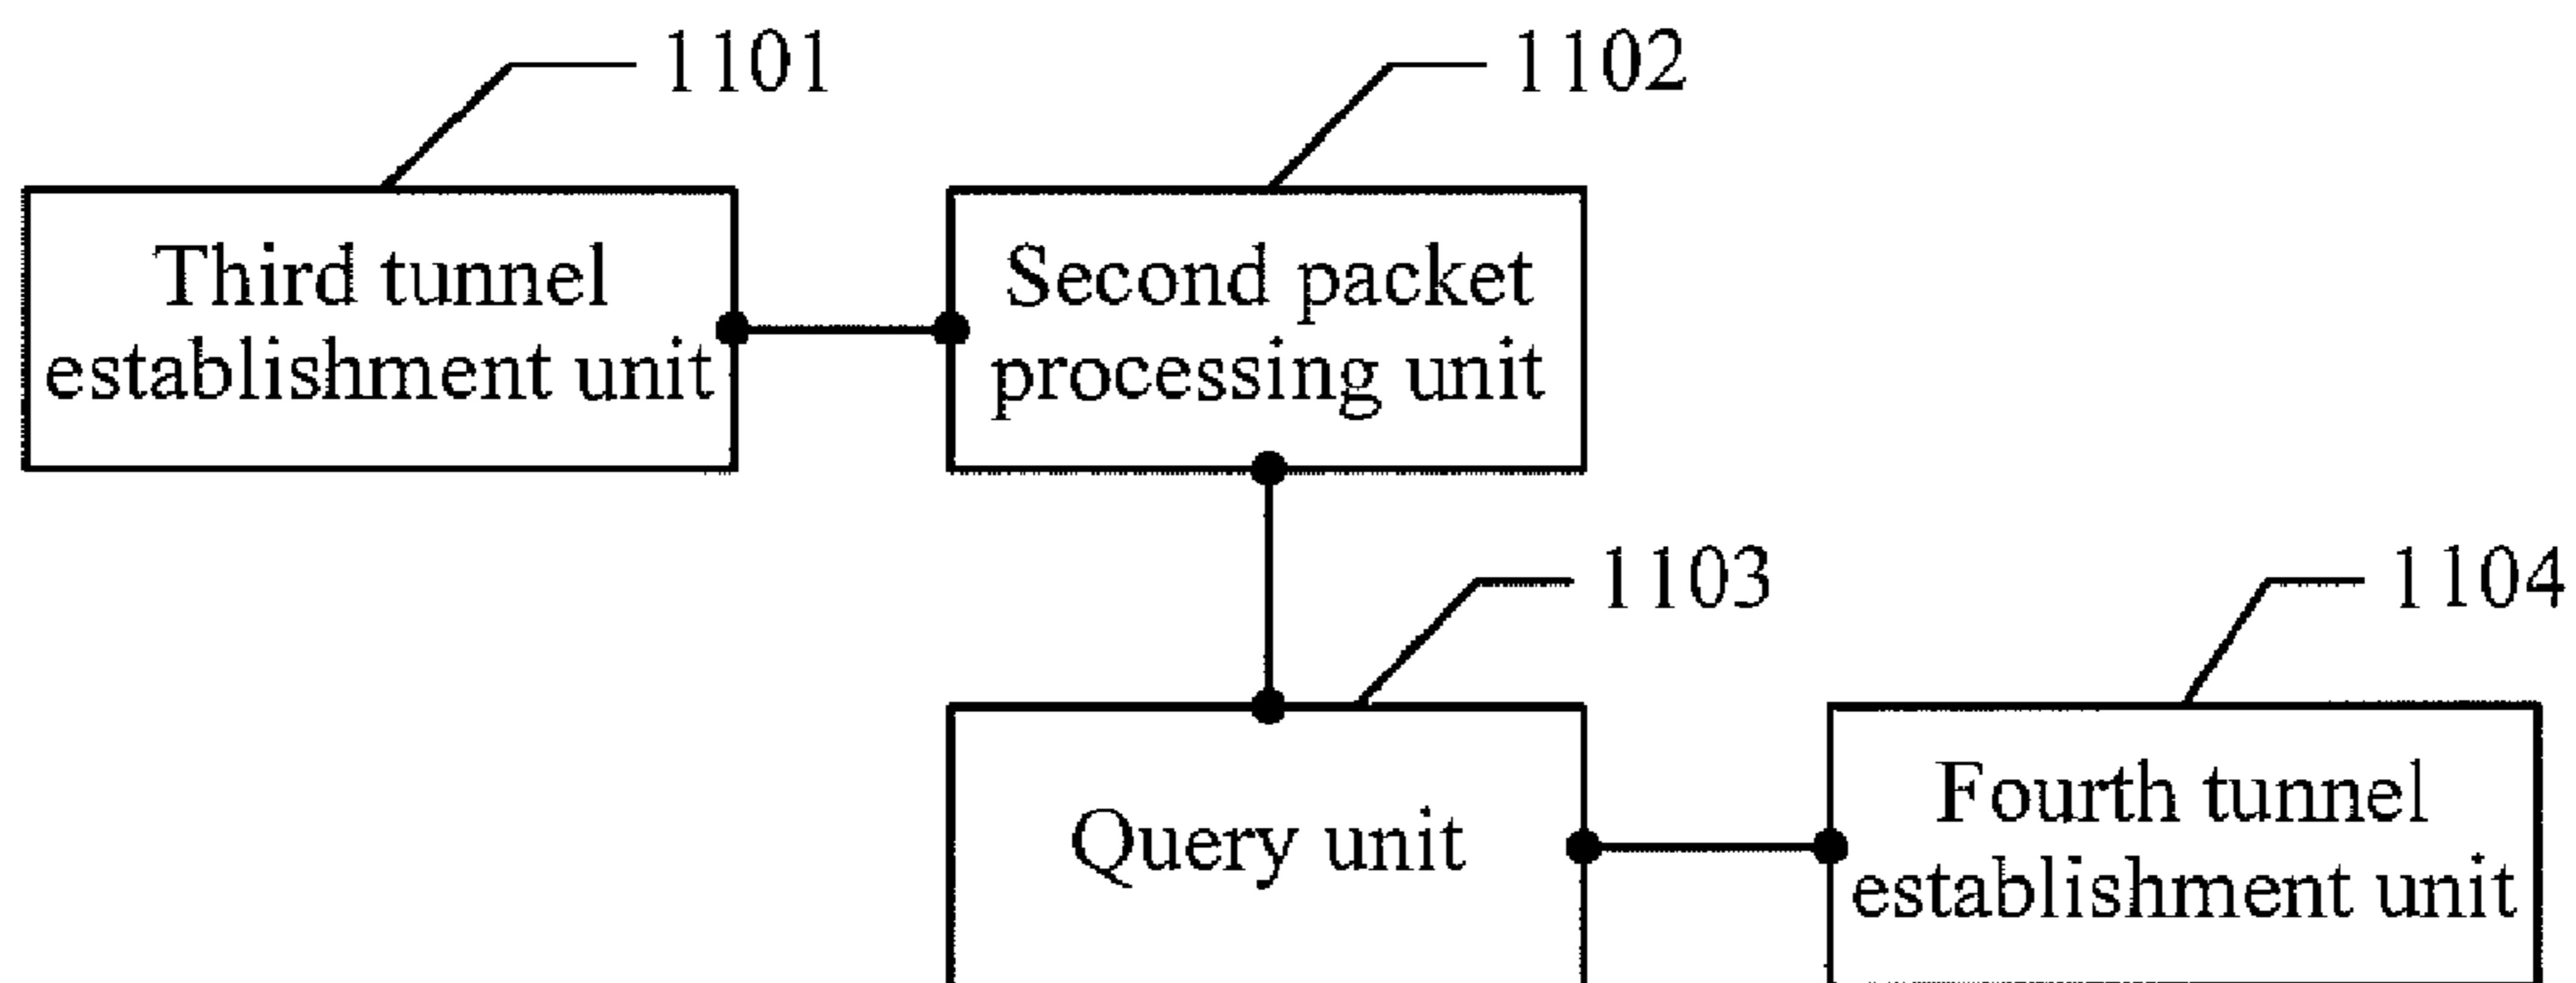 1101
1102
Third tunnel
establishment unit
Second packet
processing unit
1103
1104
Query unit
Fourth tunnel
establishment unit